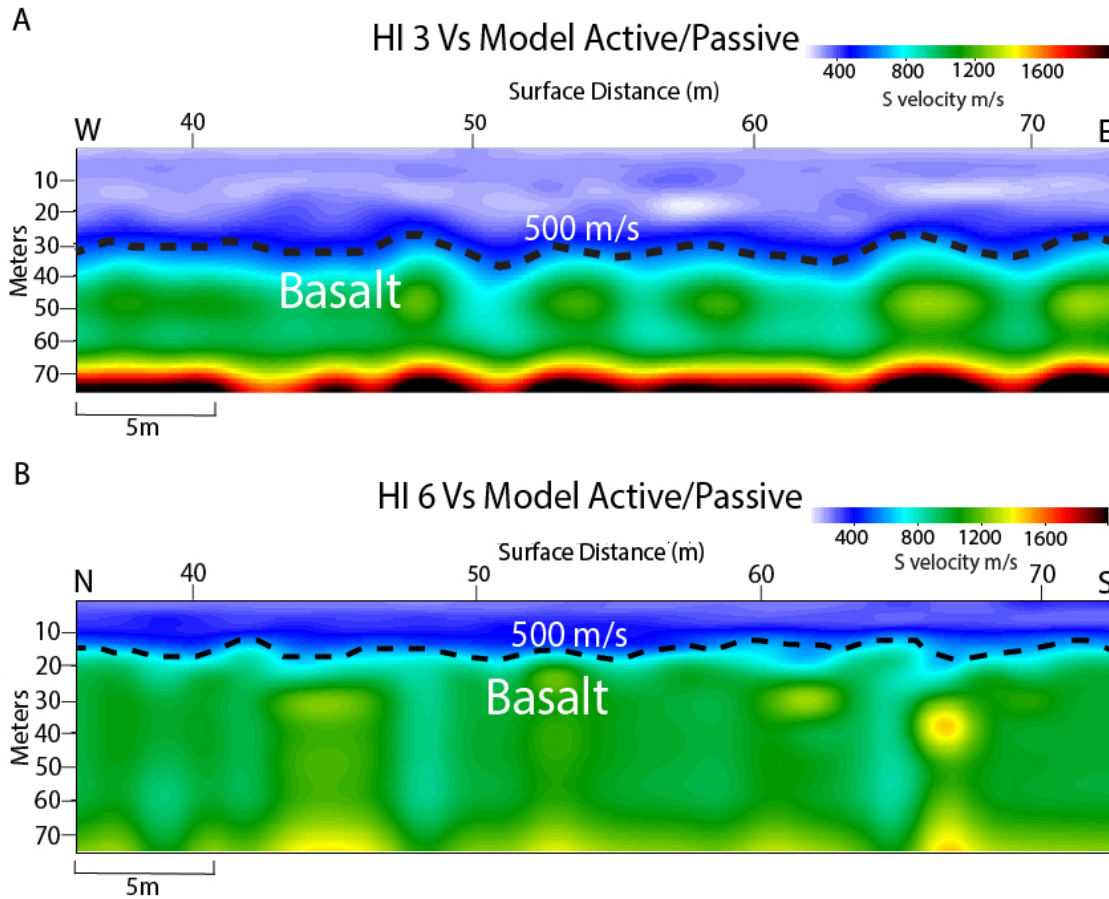 A
HI 3 Vs Model Active/Passive
400 800 1200 1600
S velocity m/s
Surface Distance (m)
W 40 50 60 70 E
10
20
30
40
50
60
70
Meters
500 m/s
Basalt
5m
B
HI 6 Vs Model Active/Passive
400 800 1200 1600
S velocity m/s
Surface Distance (m)
N 40 50 60 70 S
10
20
30
40
50
60
70
Meters
500 m/s
Basalt
5m